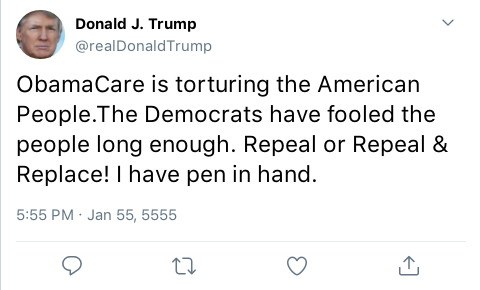 Donald J. Trump
@realDonaldTrump
ObamaCare is torturing the American
People.The Democrats have fooled the
people long enough. Repeal or Repeal &
Replace! I have pen in hand.
5:55 PM · Jan 55, 5555